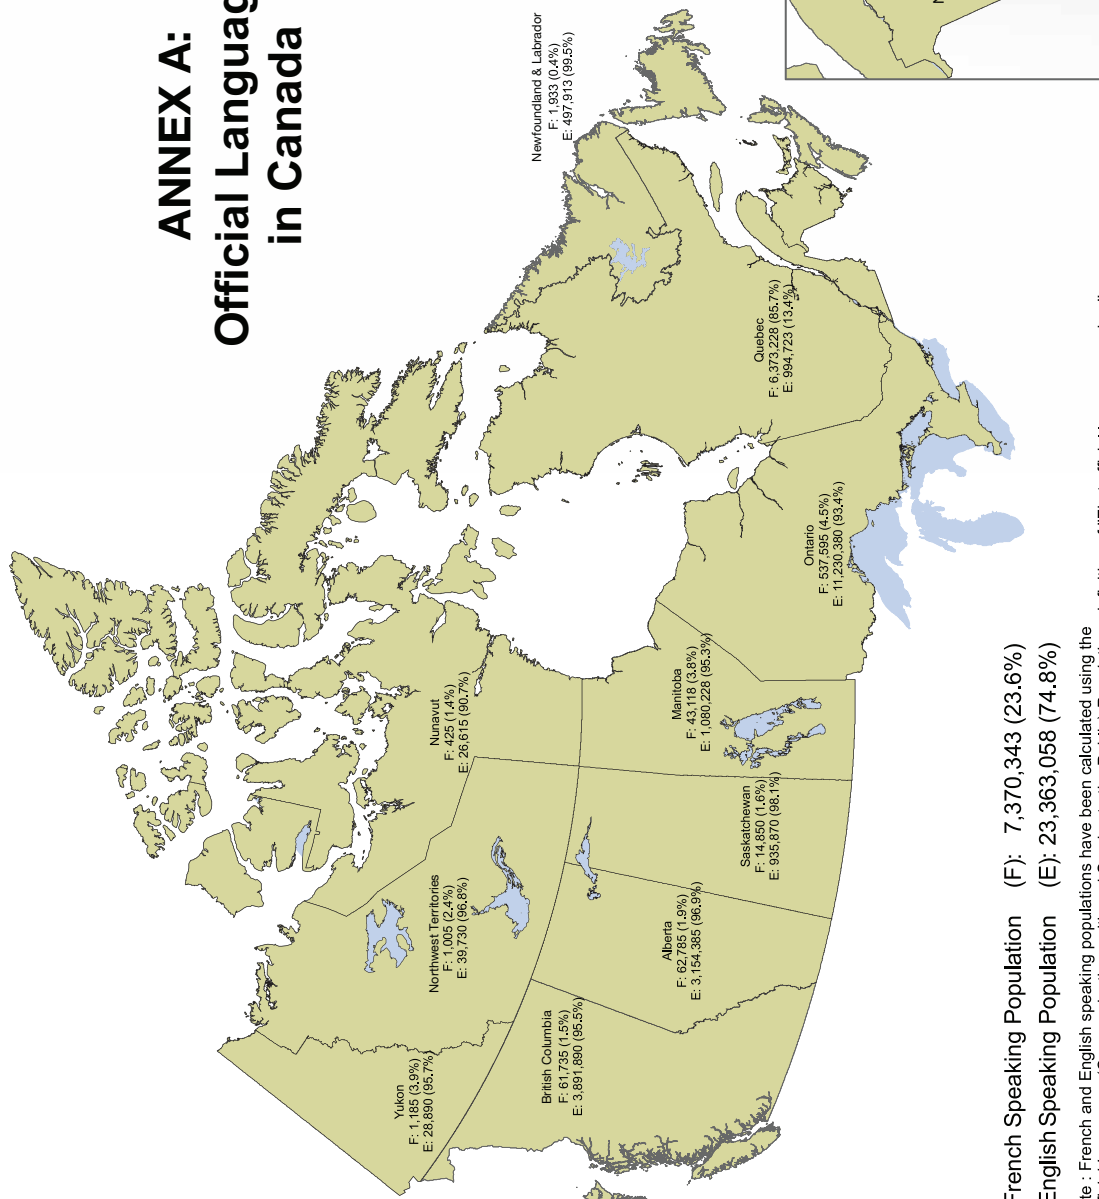 ANNEX A:
Official Languag
in Canada
Newfoundland & Labrador
F: 1,933 (0.4%)
E: 497,913 (99.5%)
Quebec
F: 6,373,228 (85.7%)
E: 994,723 (13.4%)
Ontario
F: 537,595 (4.5%)
E: 11,230,380 (93.4%)
Manitoba
F: 43,118 (3.8%)
E: 1,080,228 (95.3%)
Nunavut
F: 425 (1.4%)
E: 26,615 (90.7%)
Saskatchewan
F: 14,850 (1.6%)
E: 935,870 (98.1%)
Northwest Territories
F: 1,005 (2.4%)
E: 39,730 (96.8%)
Alberta
F: 62,785 (1.9%)
E: 3,154,385 (96.9%)
British Columbia
F: 61,735 (1.5%)
E: 3,891,890 (95.5%)
Yukon
F: 1,185 (3.9%)
E: 28,890 (95.7%)
French Speaking Population (F): 7,370,343 (23.6%)
English Speaking Population (E): 23,363,058 (74.8%)
te : French and English speaking populations have been calculated using the